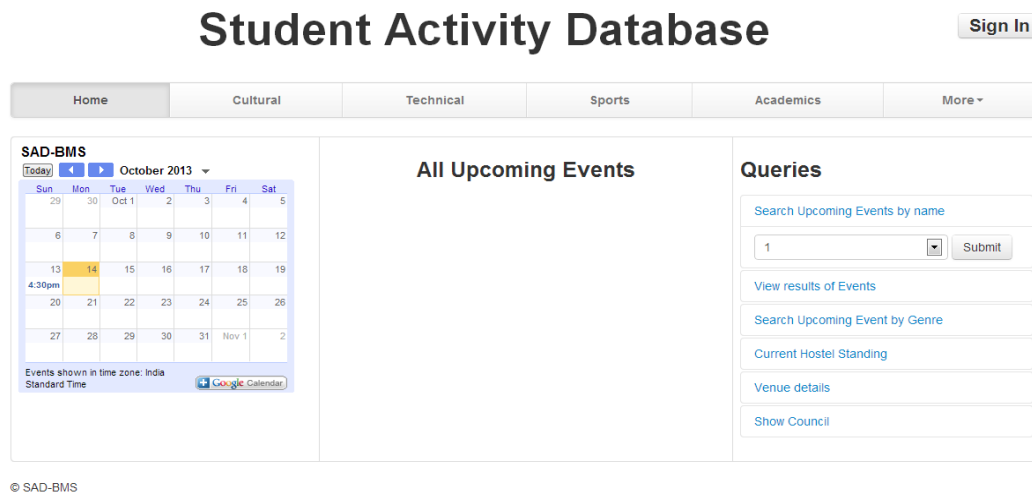 Student Activity Database
Sign In
Home Cultural Technical Sports Academics More
SAD-BMS
Today October 2013
Sun Mon Tue Wed Thu Fri Sat
29 30 Oct 1 2 3 4 5
6 7 8 9 10 11 12
13 14 15 16 17 18 19
4:30pm
20 21 22 23 24 25 26
27 28 29 30 31 Nov 1 2
Events shown in time zone: India
Standard Time
Google Calendar
All Upcoming Events
Queries
Search Upcoming Events by name
1 Submit
View results of Events
Search Upcoming Event by Genre
Current Hostel Standing
Venue details
Show Council
© SAD-BMS